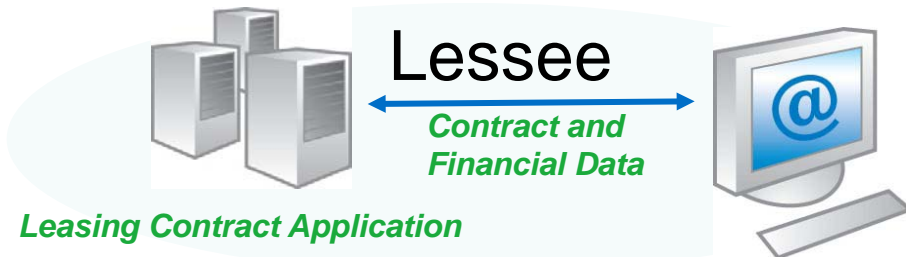 Lessee
@
Contract and
Financial Data
Leasing Contract Application